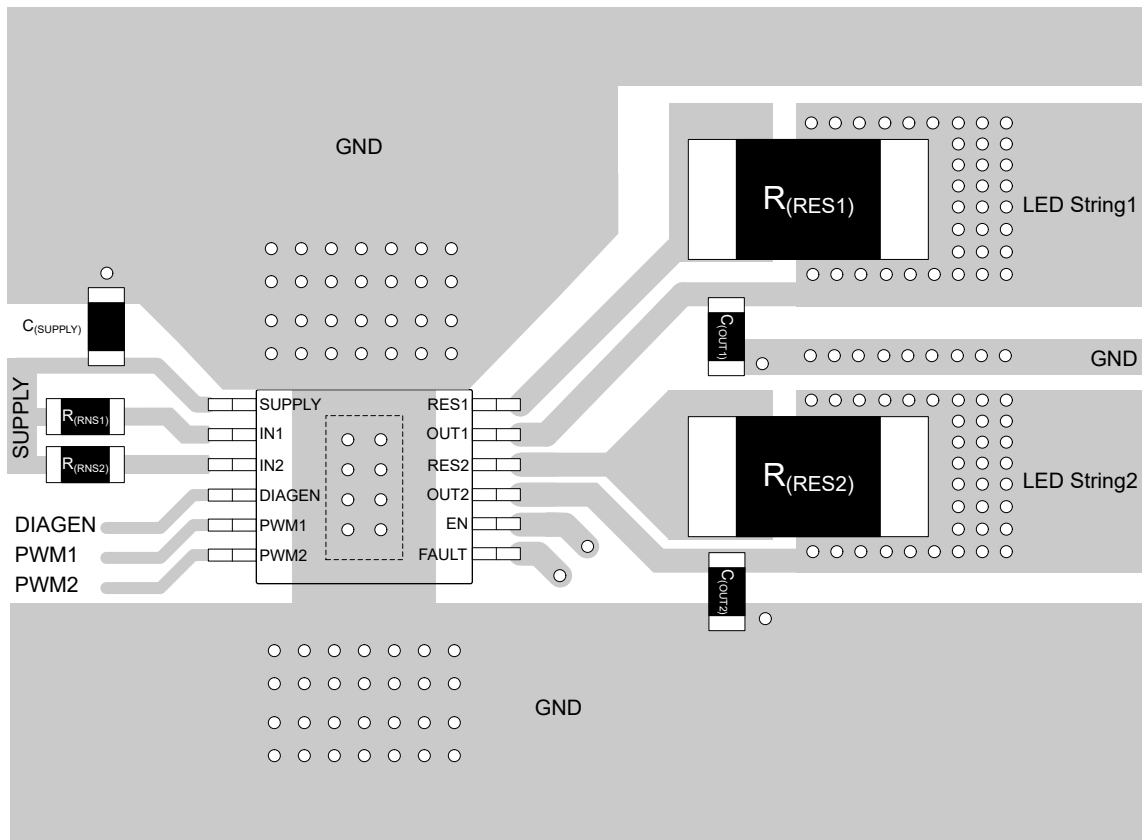 GND
R(RES1)
LED String1
C(SUPPLY)
C(OUT1)
GND
SUPPLY
R(RNS1)
R(RNS2)
SUPPLY
IN1
IN2
DIAGEN
PWM1
PWM2
RES1
OUT1
RES2
OUT2
EN
FAULT
R(RES2)
LED String2
DIAGEN
PWM1
PWM2
C(OUT2)
GND